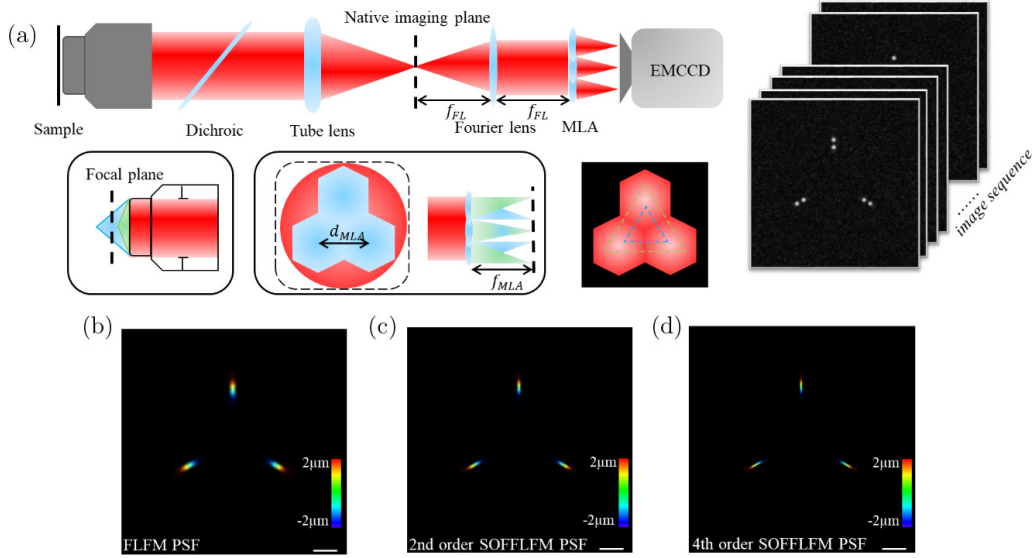 (a)
Native imaging plane
EMCCD
f_FL
f_FL
Sample
Dichroic
Tube lens
Fourier lens
MLA
Focal plane
d_MLA
f_MLA
...... image sequence
(b)
(c)
(d)
2μm
-2μm
FLFM PSF
2μm
-2μm
2nd order SOFFLFM PSF
2μm
-2μm
4th order SOFFLFM PSF